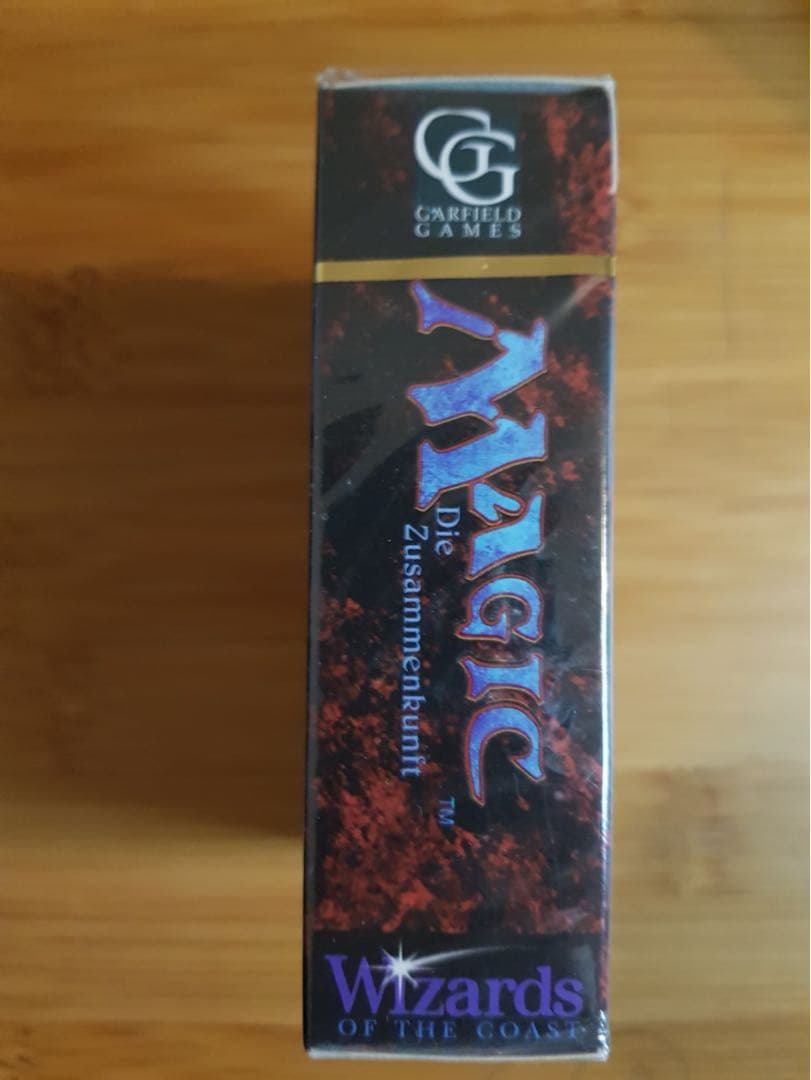 GG
GARFIELD
GAMES
MAGIC
Die
Zusammenkunft
TM
Wizards
OF THE COAST